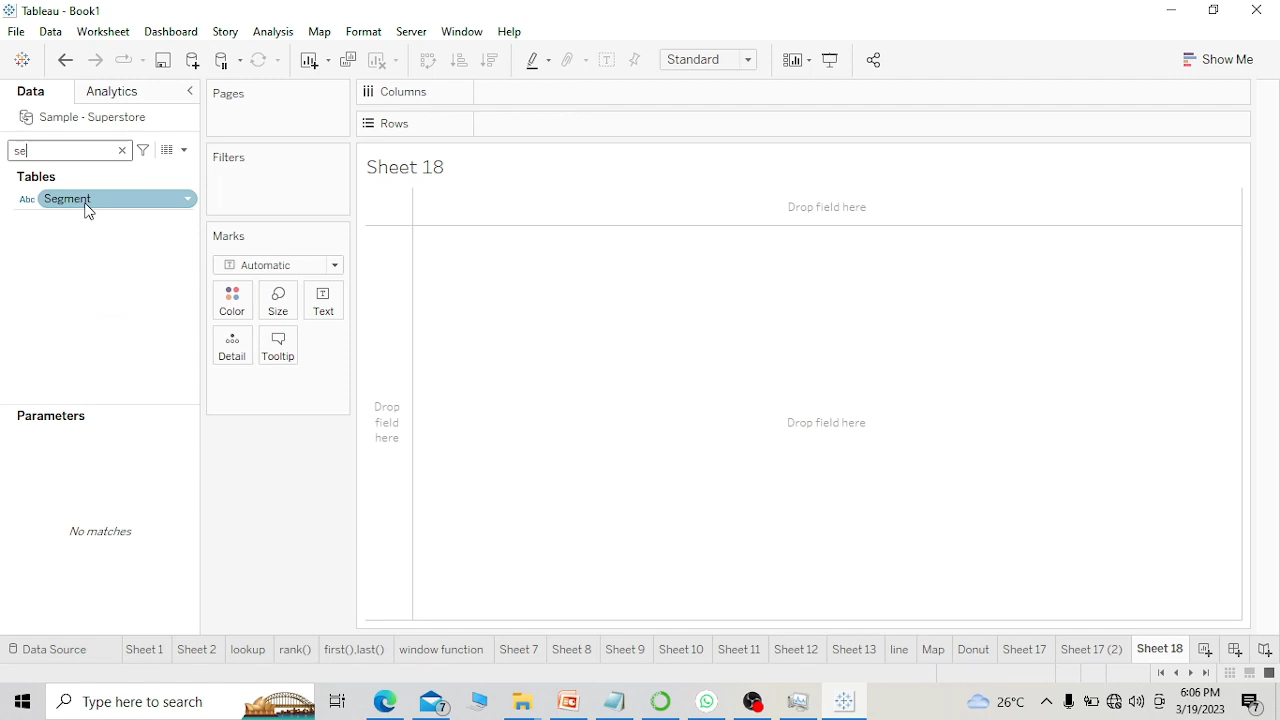 Tableau - Book1
File Data Worksheet Dashboard Story Analysis Map Format Server Window Help
Standard Show Me
Data Analytics
Sample - Superstore
se
Tables
Abc Segment
Parameters
No matches
Pages
Filters
Marks
Automatic
Color Size Text
Detail Tooltip
Columns
Rows
Sheet 18
Drop field here
Drop
field
here
Drop field here
Data Source Sheet 1 Sheet 2 lookup rank() first().last() window function Sheet 7 Sheet 8 Sheet 9 Sheet 10 Sheet 11 Sheet 12 Sheet 13 line Map Donut Sheet 17 Sheet 17 (2) Sheet 18
Type here to search
7
26°C
6:06 PM
3/19/2023
7